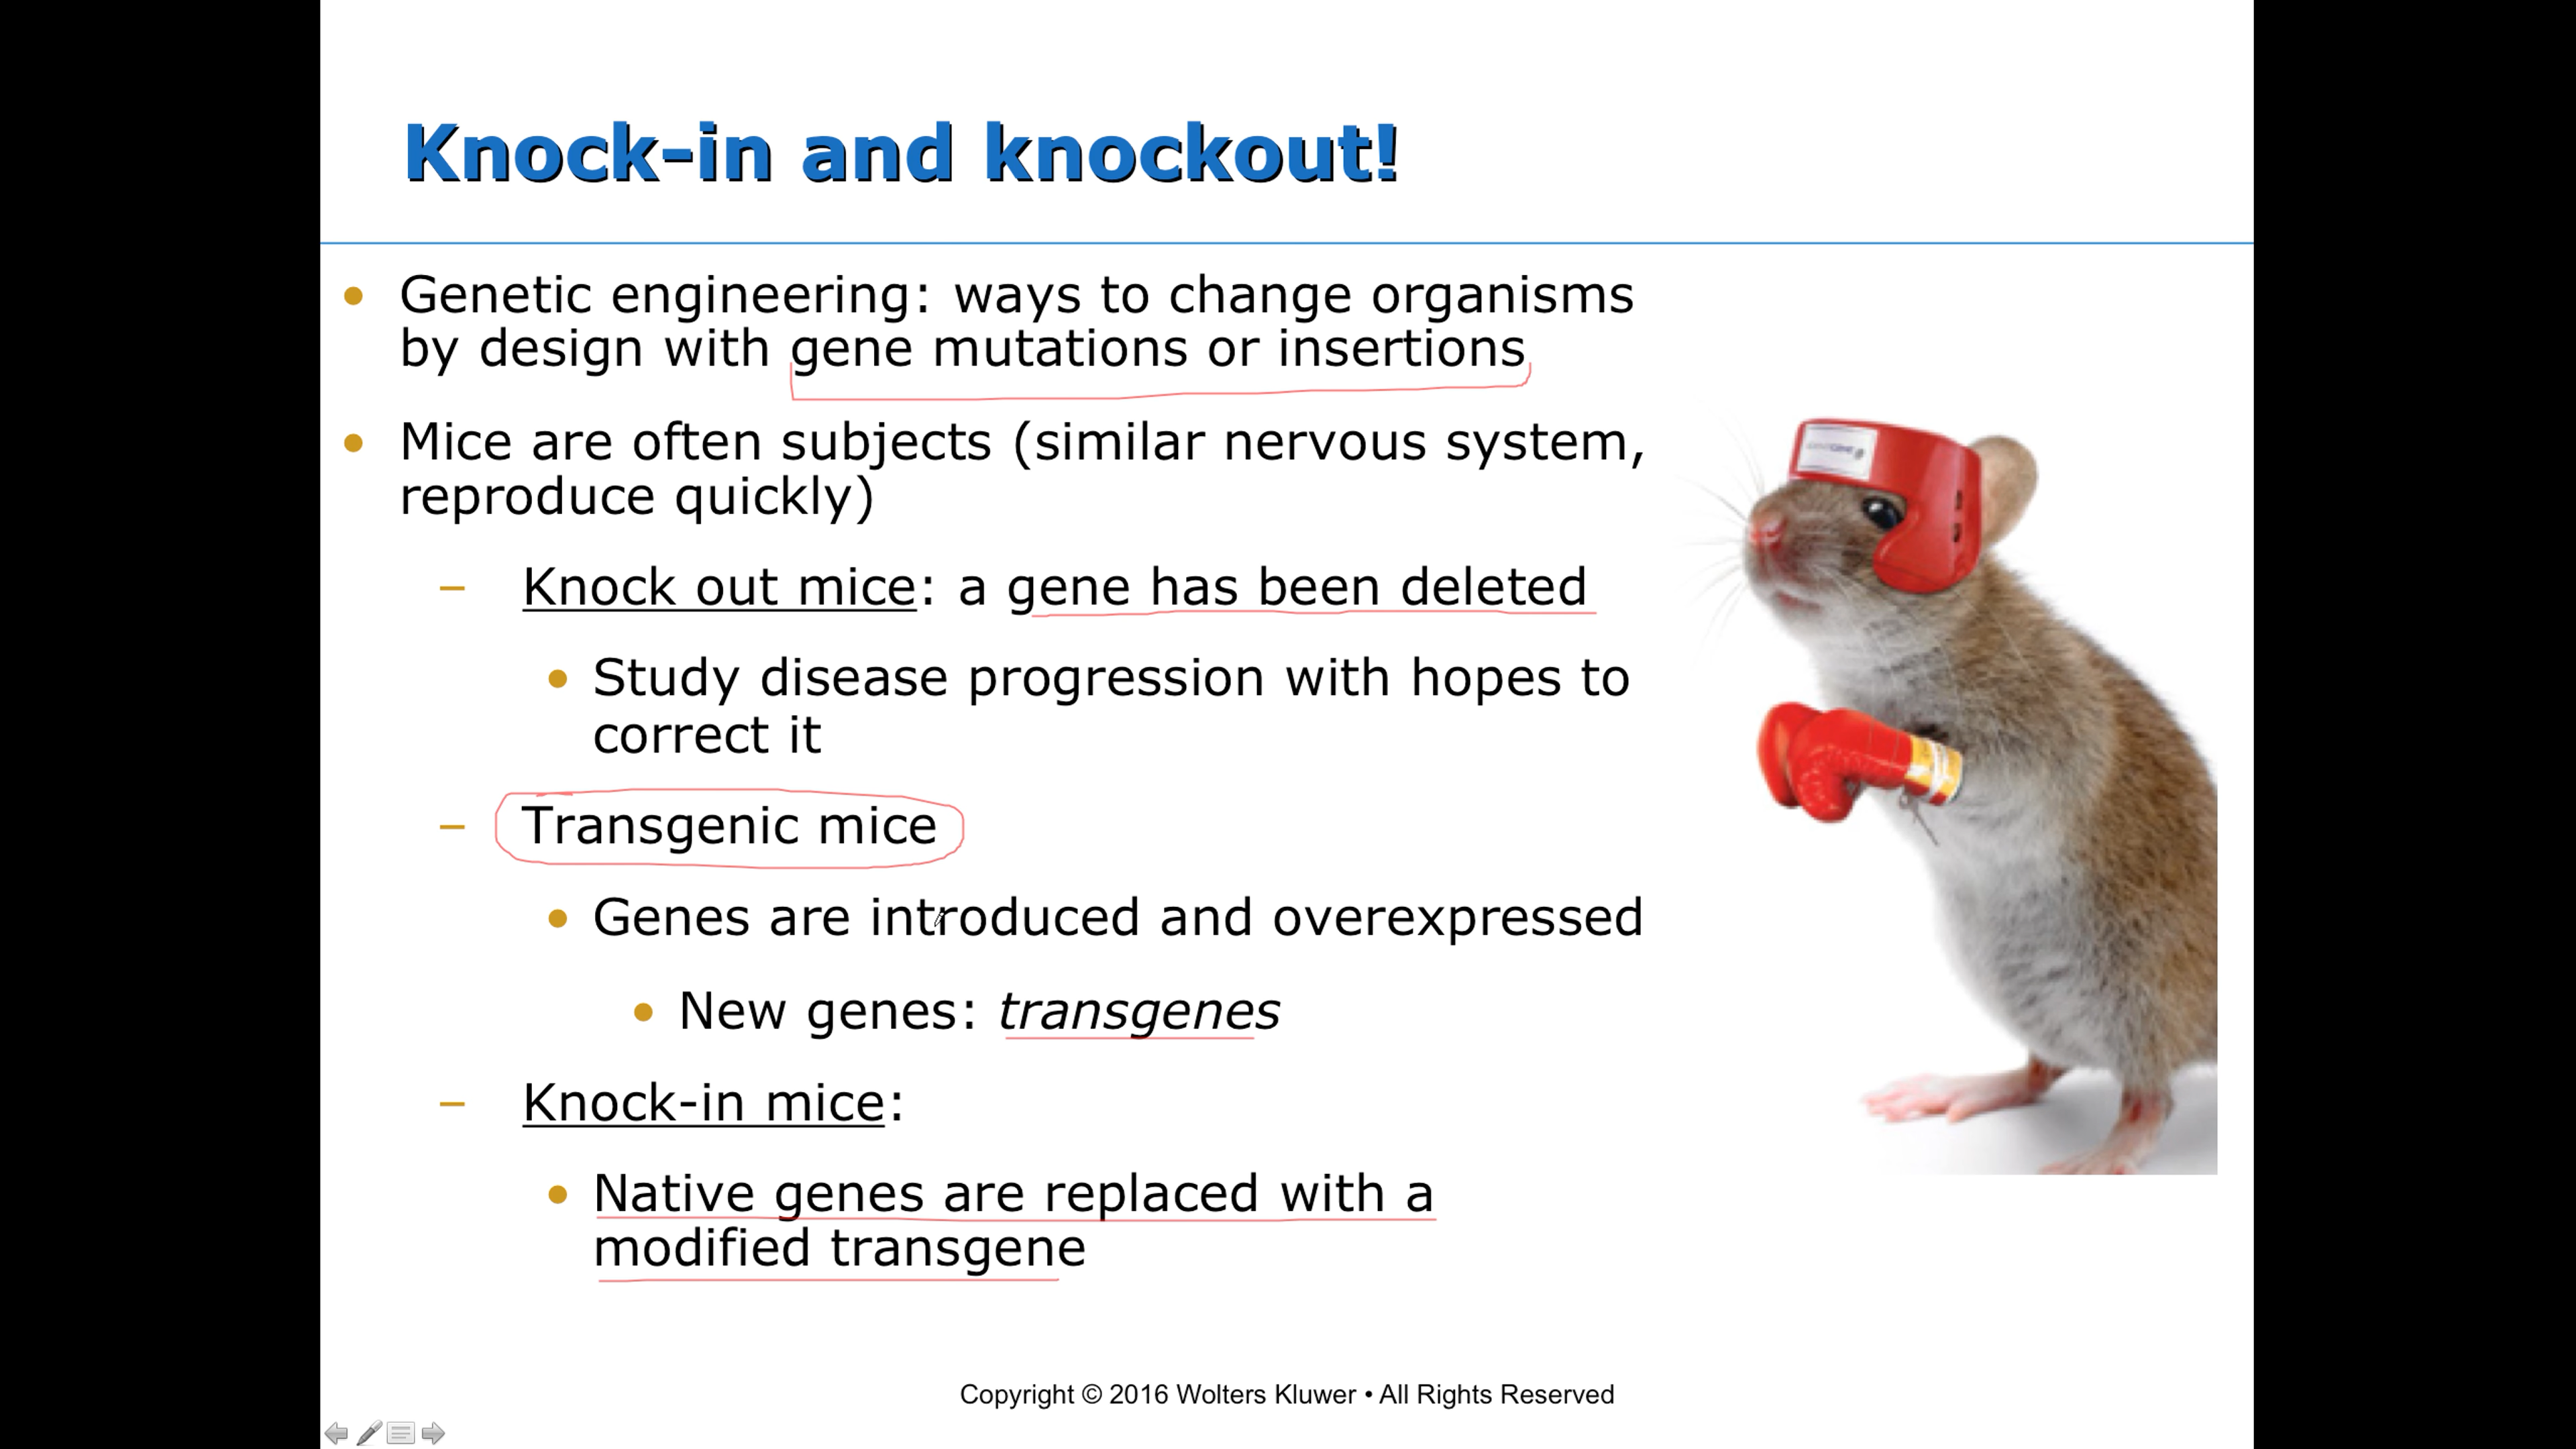 Knock-in and knockout!
• Genetic engineering: ways to change organisms
by design with gene mutations or insertions
• Mice are often subjects (similar nervous system,
reproduce quickly)
– Knock out mice: a gene has been deleted
• Study disease progression with hopes to
correct it
– Transgenic mice
• Genes are introduced and overexpressed
• New genes: transgenes
– Knock-in mice:
• Native genes are replaced with a
modified transgene
Copyright © 2016 Wolters Kluwer • All Rights Reserved